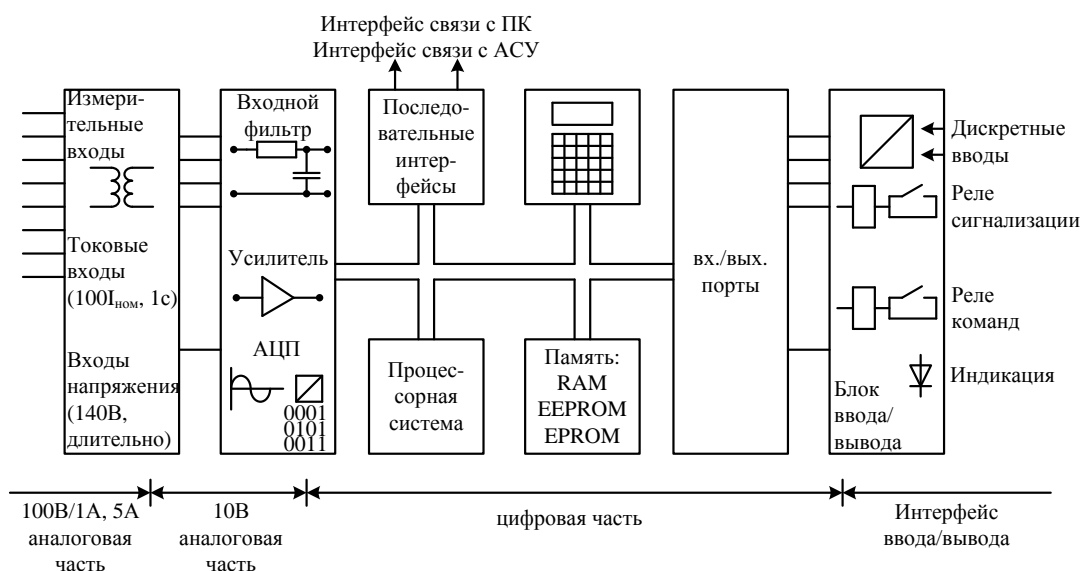 Интерфейс связи с ПК
Интерфейс связи с АСУ
Измери-
тельные
входы
Токовые
входы
(100Iном, 1с)
Входы
напряжения
(140В,
длительно)
Входной
фильтр
Усилитель
АЦП
0001
0101
0011
Последо-
вательные
интер-
фейсы
Процес-
сорная
система
Память:
RAM
EEPROM
EPROM
вх./вых.
порты
Блок
ввода/
вывода
Дискретные
вводы
Реле
сигнализации
Реле
команд
Индикация
100В/1А, 5А
аналоговая
часть
10В
аналоговая
часть
цифровая часть
Интерфейс
ввода/вывода